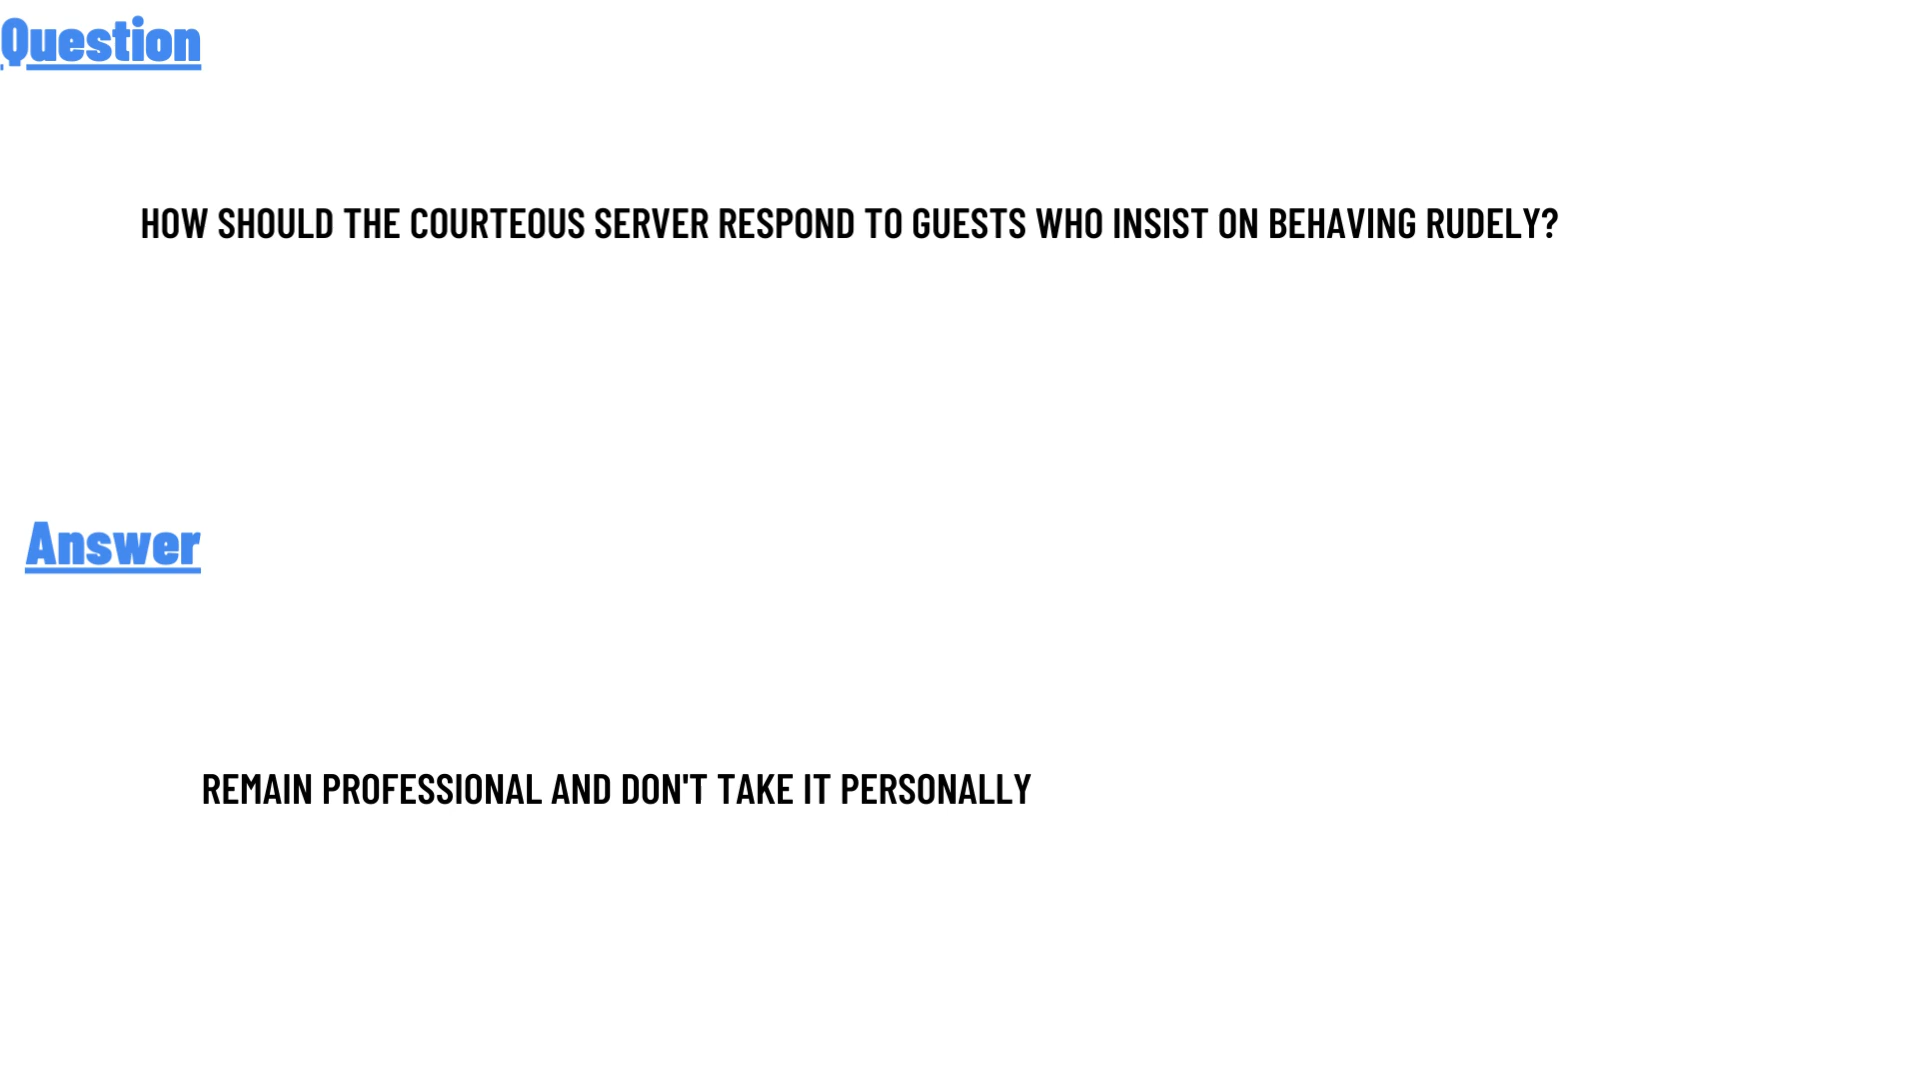 Question
HOW SHOULD THE COURTEOUS SERVER RESPOND TO GUESTS WHO INSIST ON BEHAVING RUDELY?
Answer
REMAIN PROFESSIONAL AND DON'T TAKE IT PERSONALLY